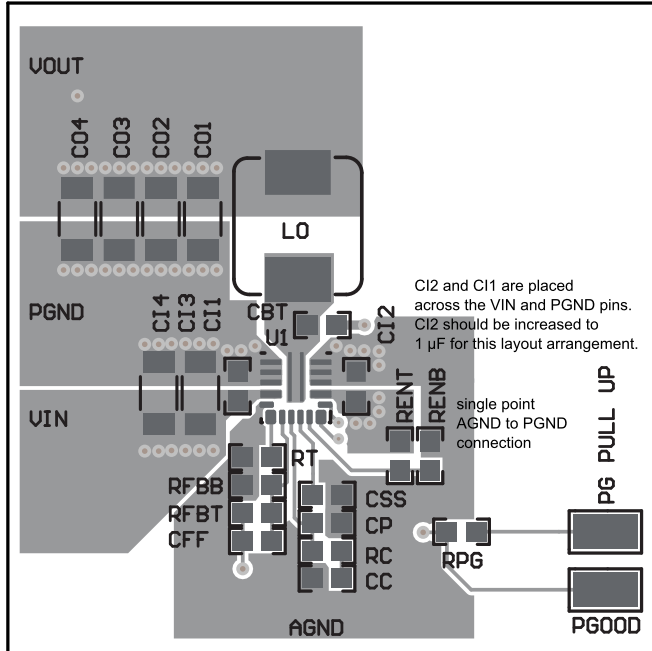 VOUT
CO4
CO3
CO2
CO1
LO
PGND
CI4
CI3
CI1
CBT
U1
CI2
CI2 and CI1 are placed
across the VIN and PGND pins.
CI2 should be increased to
1 µF for this layout arrangement.
VIN
RENT
RENB
single point
AGND to PGND
connection
PG PULL UP
RT
RFBB
RFBT
CFF
CSS
CP
RC
CC
RPG
PGOOD
AGND